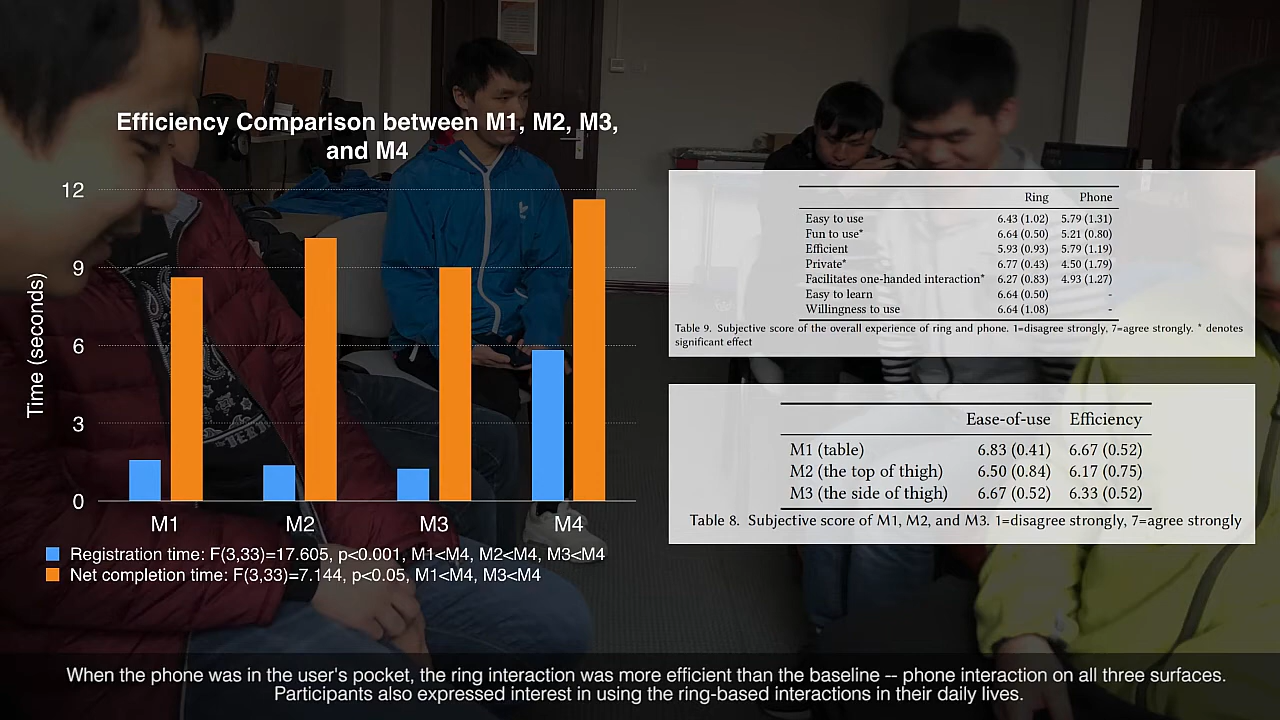 Efficiency Comparison between M1, M2, M3,
and M4
Time (seconds)
12
9
6
3
0
M1 M2 M3 M4
Registration time: F(3,33)=17.605, p<0.001, M1<M4, M2<M4, M3<M4
Net completion time: F(3,33)=7.144, p<0.05, M1<M4, M3<M4
Ring Phone
Easy to use 6.43 (1.02) 5.79 (1.31)
Fun to use* 6.64 (0.50) 5.21 (0.80)
Efficient 5.93 (0.93) 5.79 (1.19)
Private* 6.77 (0.43) 4.50 (1.79)
Facilitates one-handed interaction* 6.27 (0.83) 4.93 (1.27)
Easy to learn 6.64 (0.50) -
Willingness to use 6.64 (1.08) -
Table 9. Subjective score of the overall experience of ring and phone. 1=disagree strongly, 7=agree strongly. * denotes
significant effect
Ease-of-use Efficiency
M1 (table) 6.83 (0.41) 6.67 (0.52)
M2 (the top of thigh) 6.50 (0.84) 6.17 (0.75)
M3 (the side of thigh) 6.67 (0.52) 6.33 (0.52)
Table 8. Subjective score of M1, M2, and M3. 1=disagree strongly, 7=agree strongly
When the phone was in the user's pocket, the ring interaction was more efficient than the baseline -- phone interaction on all three surfaces.
Participants also expressed interest in using the ring-based interactions in their daily lives.